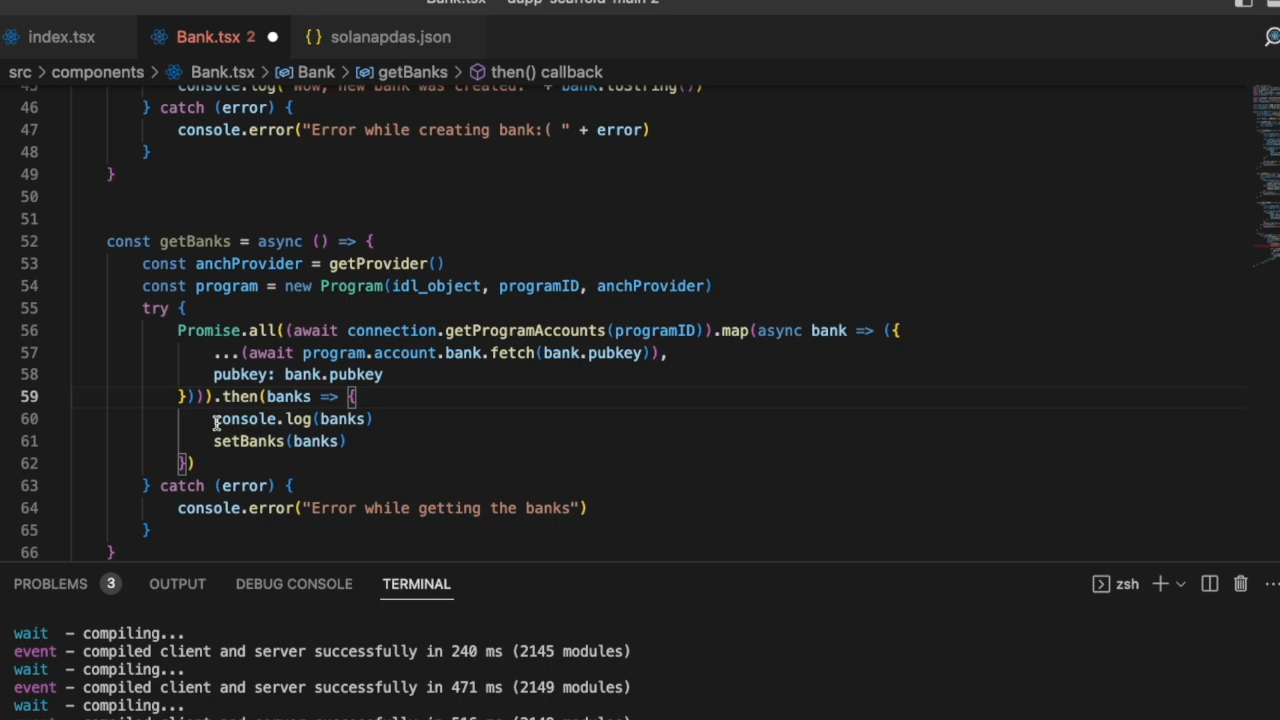 Bank.tsx — dapp-scaffold-main 2
index.tsx
Bank.tsx 2
{} solanapdas.json
src > components > Bank.tsx > Bank > getBanks > then() callback
45 console.log("Wow, new bank was created: " + bank.toString())
46 } catch (error) {
47 console.error("Error while creating bank:( " + error)
48 }
49 }
50
51
52 const getBanks = async () => {
53 const anchProvider = getProvider()
54 const program = new Program(idl_object, programID, anchProvider)
55 try {
56 Promise.all((await connection.getProgramAccounts(programID)).map(async bank => ({
57 ...(await program.account.bank.fetch(bank.pubkey)),
58 pubkey: bank.pubkey
59 }))).then(banks => {
60 console.log(banks)
61 setBanks(banks)
62 })
63 } catch (error) {
64 console.error("Error while getting the banks")
65 }
66 }
PROBLEMS 3 OUTPUT DEBUG CONSOLE TERMINAL zsh
wait - compiling...
event - compiled client and server successfully in 240 ms (2145 modules)
wait - compiling...
event - compiled client and server successfully in 471 ms (2149 modules)
wait - compiling...